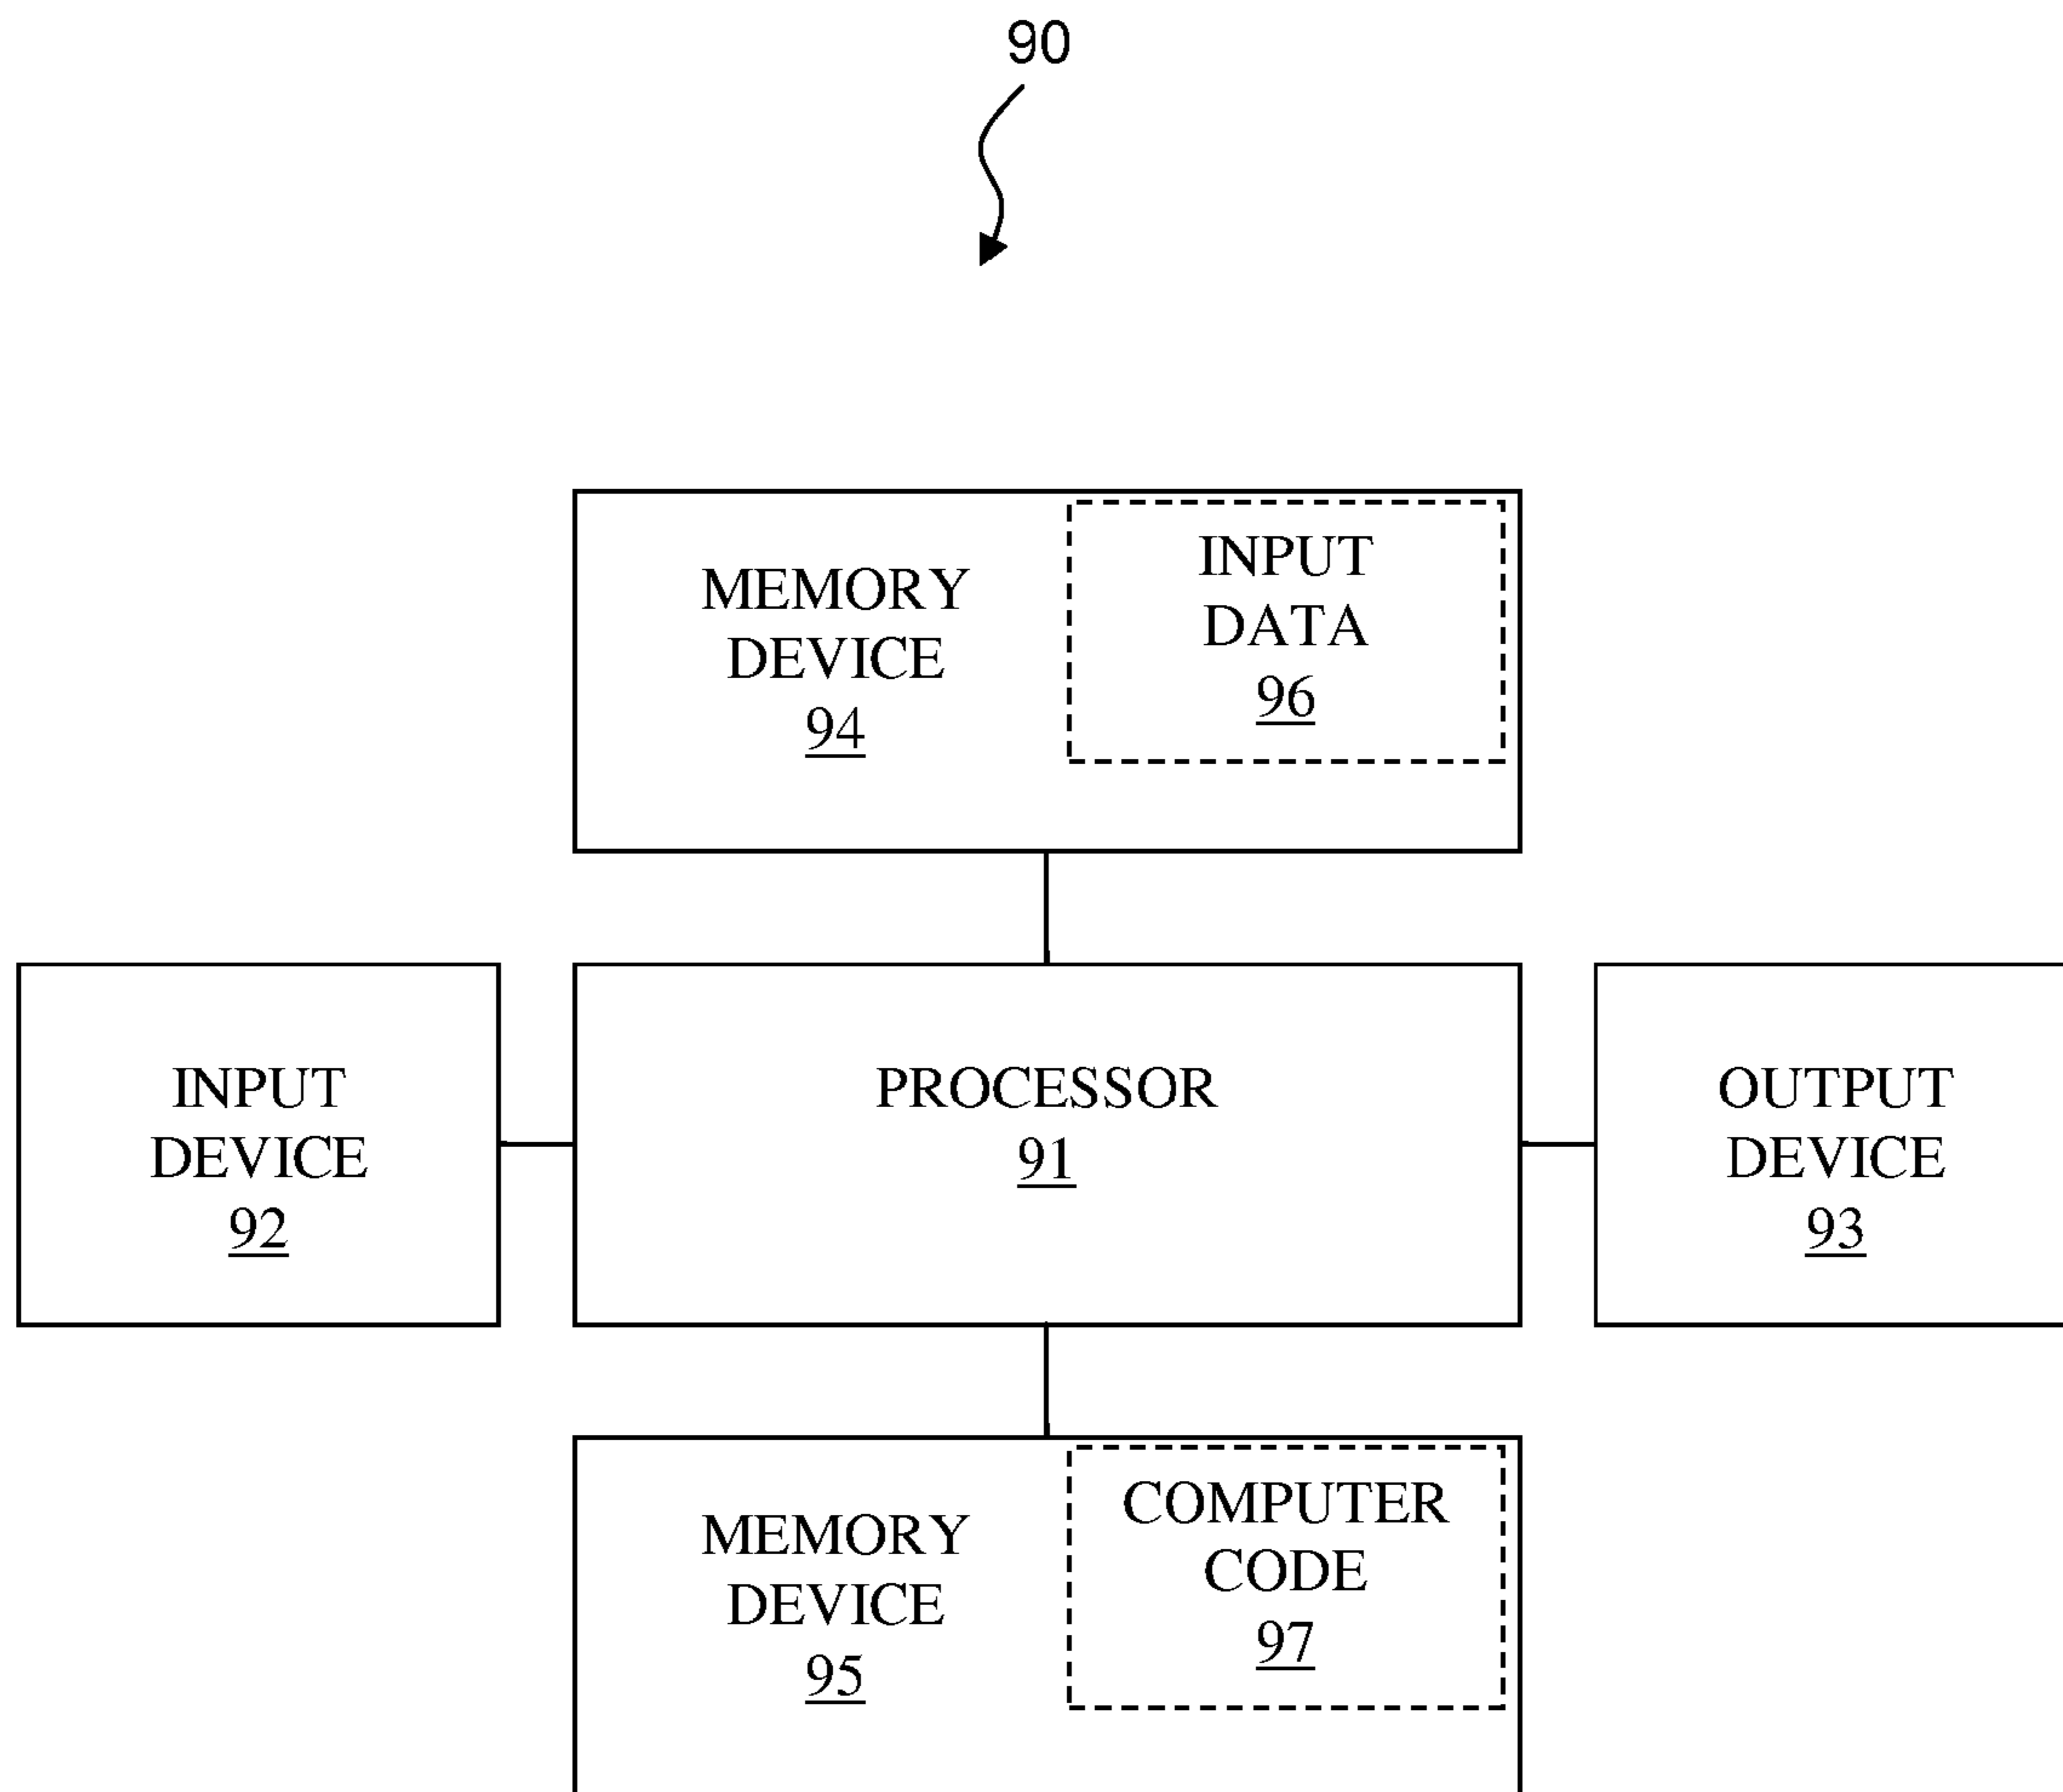 90
MEMORY
DEVICE
94
INPUT
DATA
96
INPUT
DEVICE
92
PROCESSOR
91
OUTPUT
DEVICE
93
MEMORY
DEVICE
95
COMPUTER
CODE
97